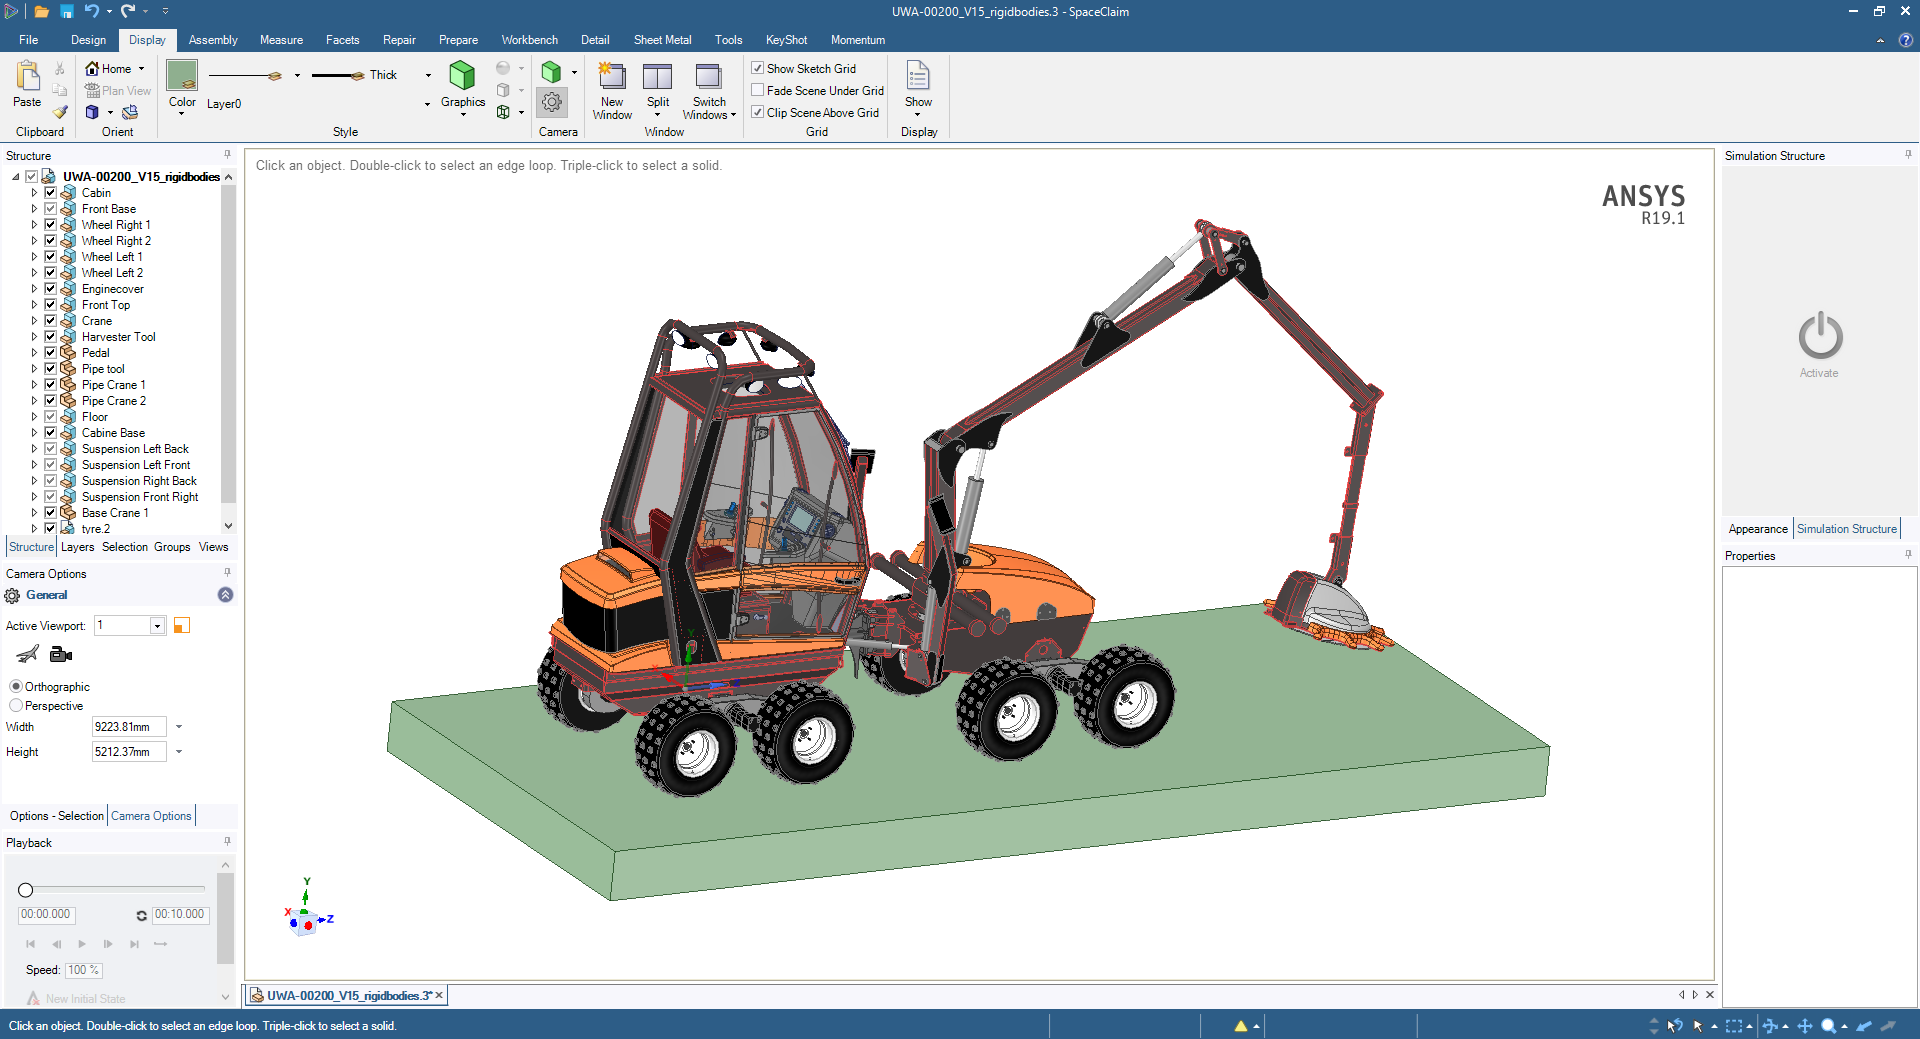 UWA-00200_V15_rigidbodies.3 - SpaceClaim
File Design Display Assembly Measure Facets Repair Prepare Workbench Detail Sheet Metal Tools KeyShot Momentum
Paste
Clipboard
Home
Plan View
Orient
Color
Layer0
Thick
Graphics
Style
Camera
New Window
Split
Switch Windows
Window
Show Sketch Grid
Fade Scene Under Grid
Clip Scene Above Grid
Grid
Show
Display
Structure
UWA-00200_V15_rigidbodies
Cabin
Front Base
Wheel Right 1
Wheel Right 2
Wheel Left 1
Wheel Left 2
Enginecover
Front Top
Crane
Harvester Tool
Pedal
Pipe tool
Pipe Crane 1
Pipe Crane 2
Floor
Cabine Base
Suspension Left Back
Suspension Left Front
Suspension Right Back
Suspension Front Right
Base Crane 1
tyre.2
Structure Layers Selection Groups Views
Camera Options
General
Active Viewport: 1
Orthographic
Perspective
Width 9223.81mm
Height 5212.37mm
Options - Selection Camera Options
Playback
00:00.000 00:10.000
Speed: 100 %
New Initial State
Click an object. Double-click to select an edge loop. Triple-click to select a solid.
ANSYS
R19.1
Y
X
Z
UWA-00200_V15_rigidbodies.3*
Simulation Structure
Activate
Appearance Simulation Structure
Properties
Click an object. Double-click to select an edge loop. Triple-click to select a solid.